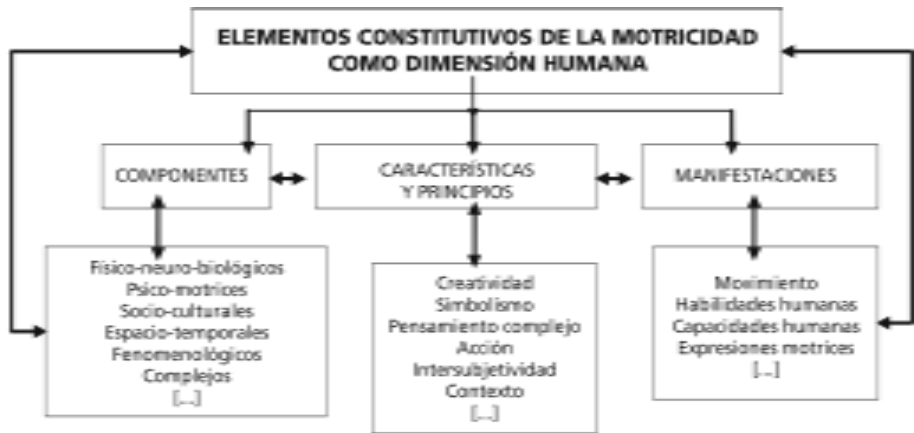 ELEMENTOS CONSTITUTIVOS DE LA MOTRICIDAD
COMO DIMENSIÓN HUMANA
COMPONENTES
CARACTERÍSTICAS
Y PRINCIPIOS
MANIFESTACIONES
Físico-neuro-biológicos
Psico-motrices
Socio-culturales
Espacio-temporales
Fenomenológicos
Complejos
[...]
Creatividad
Simbolismo
Pensamiento complejo
Acción
Intersubjetividad
Contexto
[...]
Movimiento
Habilidades humanas
Capacidades humanas
Expresiones motrices
[...]